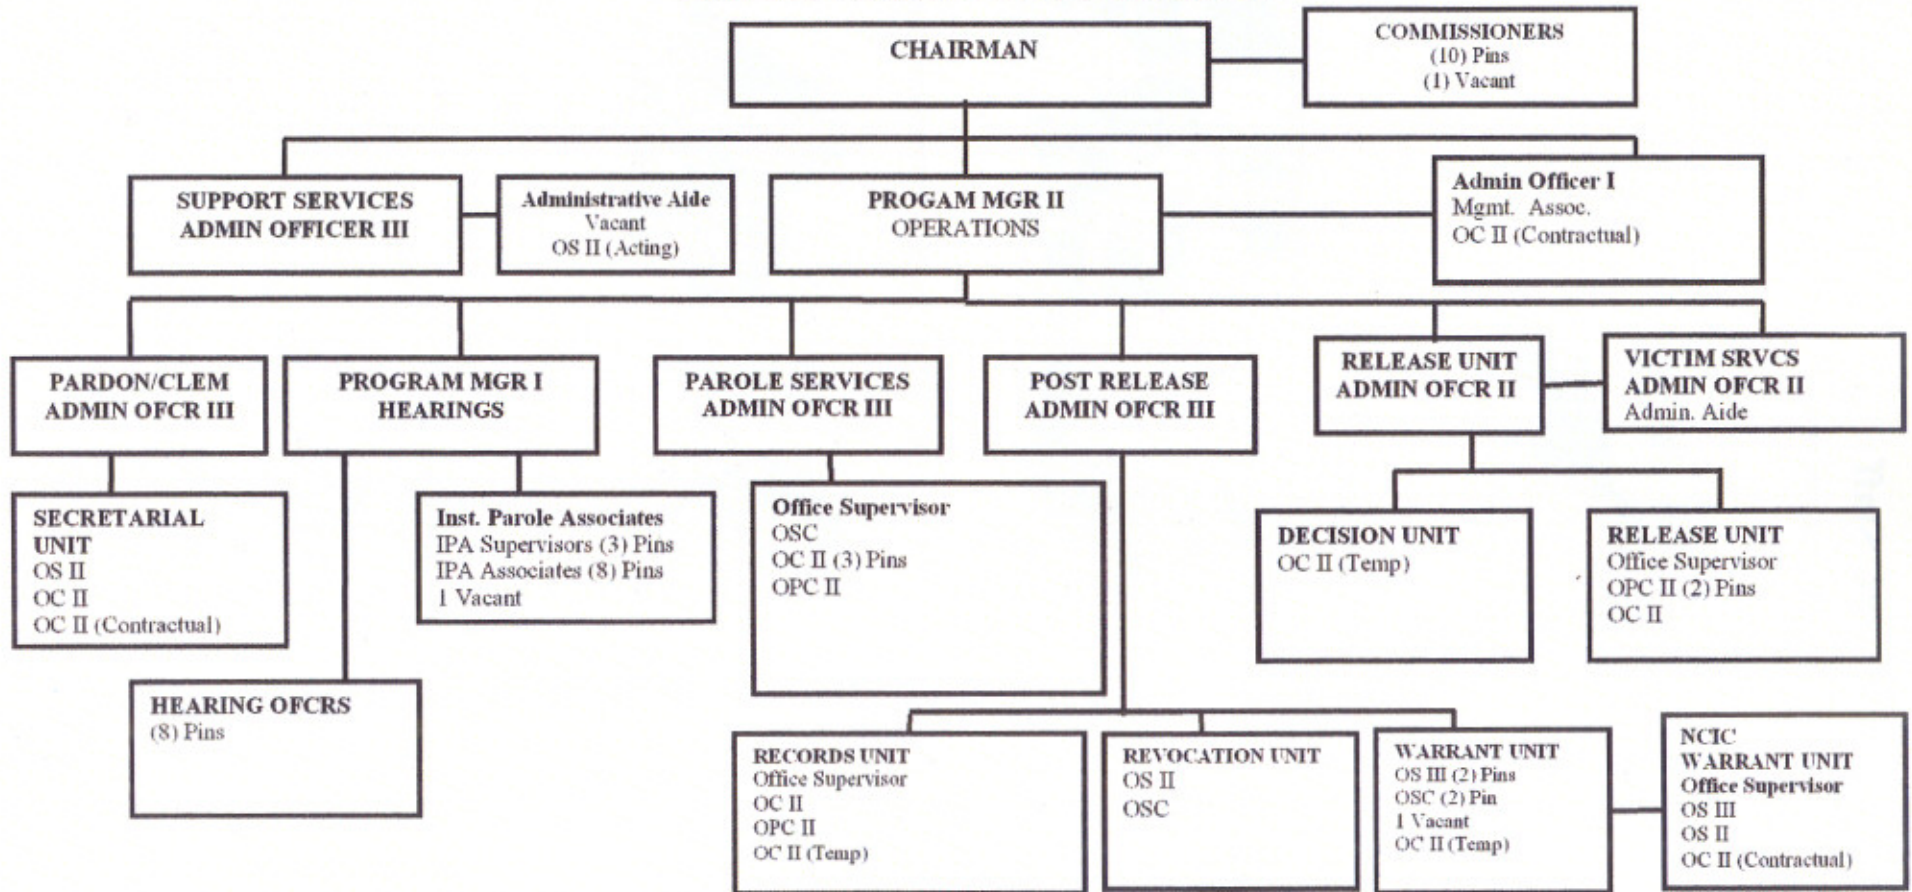 CHAIRMAN
COMMISSIONERS
(10) Pins
(1) Vacant
SUPPORT SERVICES
ADMIN OFFICER III
Administrative Aide
Vacant
OS II (Acting)
PROGAM MGR II
OPERATIONS
Admin Officer I
Mgmt. Assoc.
OC II (Contractual)
PARDON/CLEM
ADMIN OFCR III
PROGRAM MGR I
HEARINGS
PAROLE SERVICES
ADMIN OFCR III
POST RELEASE
ADMIN OFCR III
RELEASE UNIT
ADMIN OFCR II
VICTIM SRVCS
ADMIN OFCR II
Admin. Aide
SECRETARIAL
UNIT
OS II
OC II
OC II (Contractual)
Inst. Parole Associates
IPA Supervisors (3) Pins
IPA Associates (8) Pins
1 Vacant
Office Supervisor
OSC
OC II (3) Pins
OPC II
DECISION UNIT
OC II (Temp)
RELEASE UNIT
Office Supervisor
OPC II (2) Pins
OC II
HEARING OFCRS
(8) Pins
RECORDS UNIT
Office Supervisor
OC II
OPC II
OC II (Temp)
REVOCATION UNIT
OS II
OSC
WARRANT UNIT
OS III (2) Pins
OSC (2) Pin
1 Vacant
OC II (Temp)
NCIC
WARRANT UNIT
Office Supervisor
OS III
OS II
OC II (Contractual)